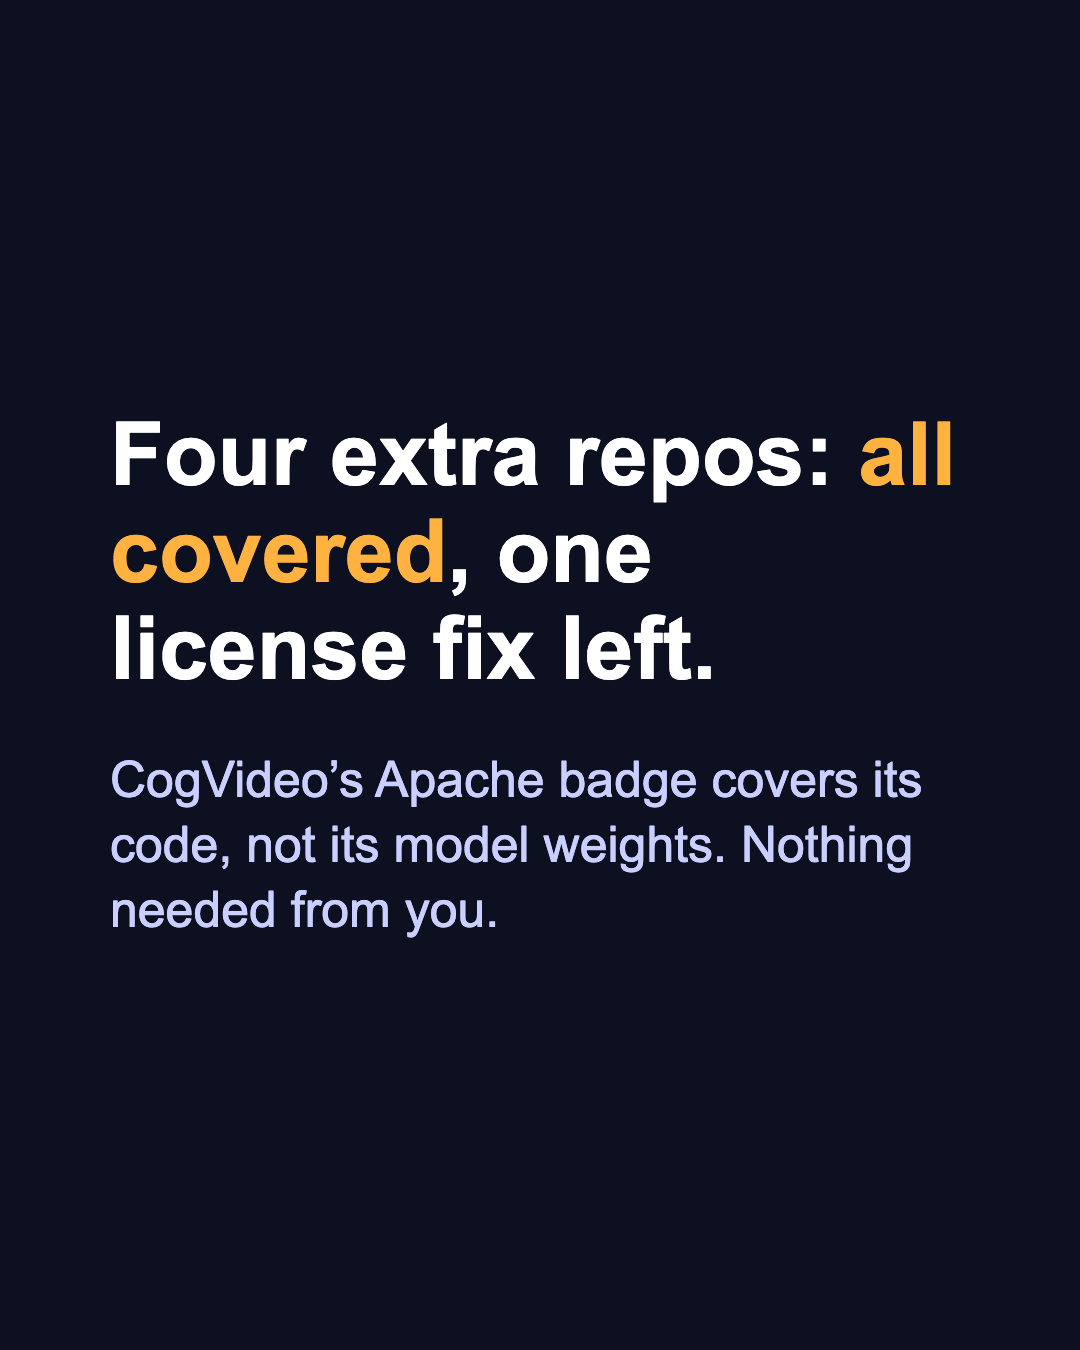 Four extra repos: all
covered, one
license fix left.
CogVideo’s Apache badge covers its
code, not its model weights. Nothing
needed from you.